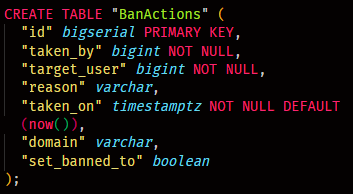 CREATE TABLE "BanActions" (
"id" bigserial PRIMARY KEY,
"taken_by" bigint NOT NULL,
"target_user" bigint NOT NULL,
"reason" varchar,
"taken_on" timestamptz NOT NULL DEFAULT
(now()),
"domain" varchar,
"set_banned_to" boolean
);